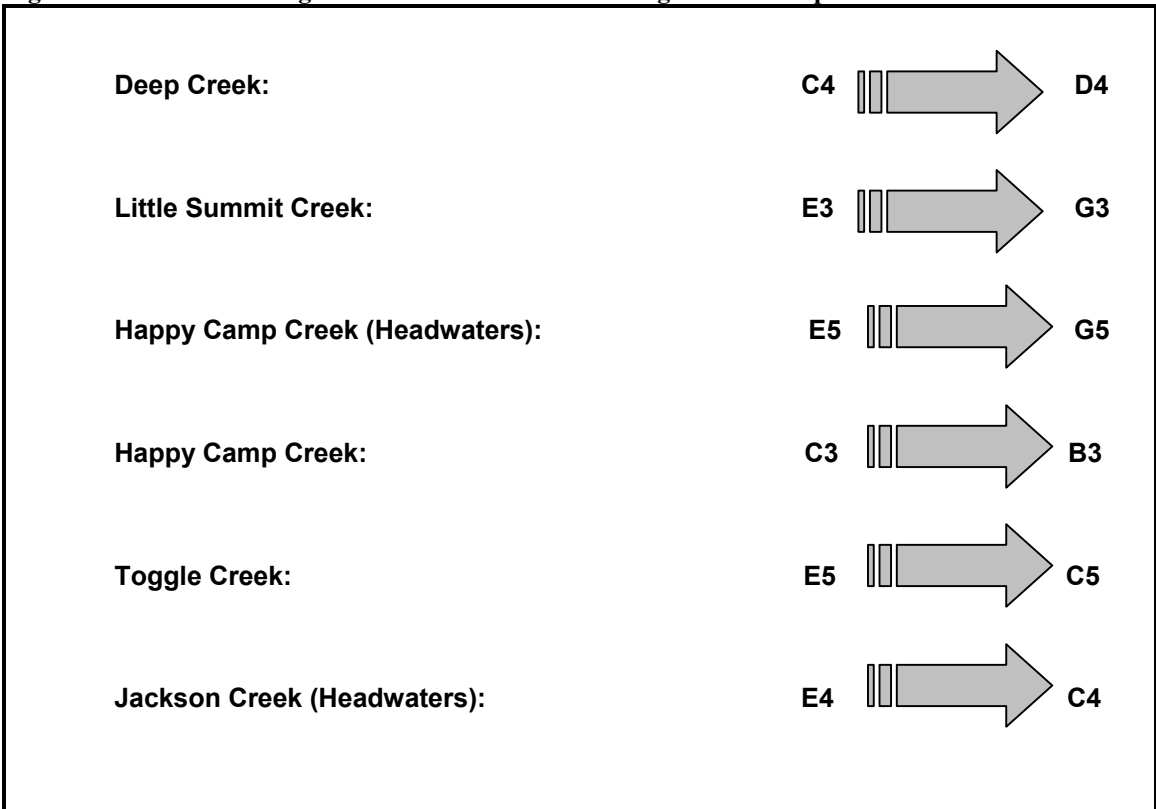 Deep Creek: C4 D4
Little Summit Creek: E3 G3
Happy Camp Creek (Headwaters): E5 G5
Happy Camp Creek: C3 B3
Toggle Creek: E5 C5
Jackson Creek (Headwaters): E4 C4